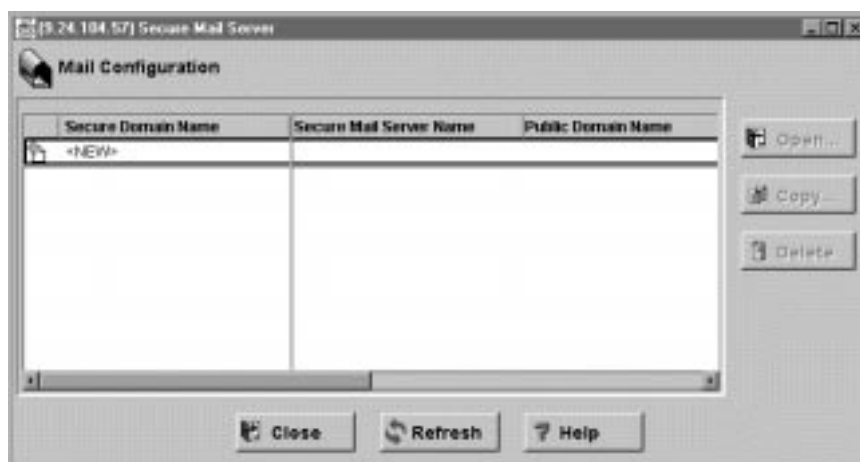 (9.24.104.57) Secure Mail Server
Mail Configuration
Secure Domain Name Secure Mail Server Name Public Domain Name
<NEW>
Open...
Copy...
Delete
Close Refresh Help